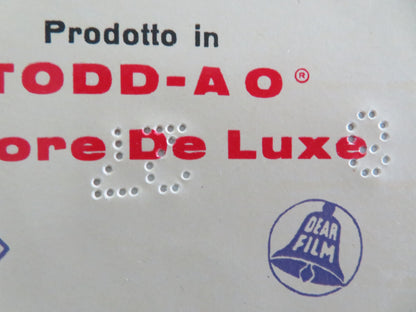 Prodotto in
TODD-AO®
ore De Luxe
DEAR
FILM